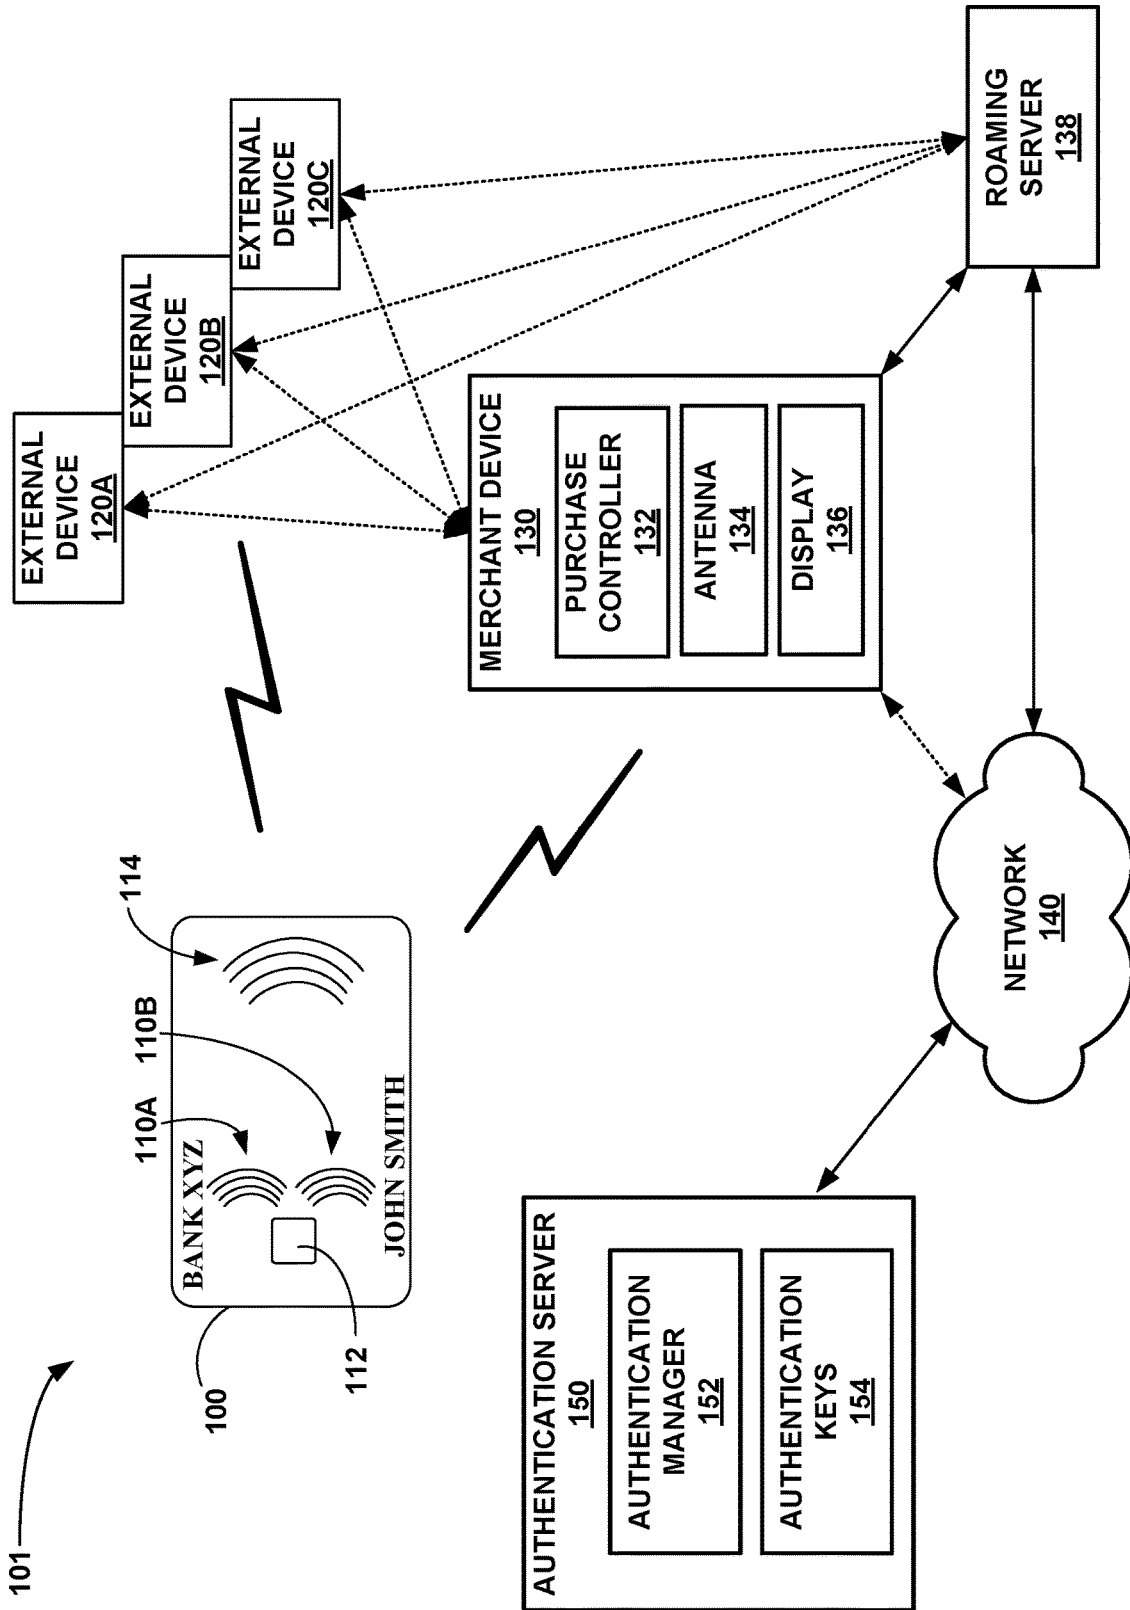 101
100
BANK XYZ
JOHN SMITH
112
110A
110B
114
EXTERNAL
DEVICE
120A
EXTERNAL
DEVICE
120B
EXTERNAL
DEVICE
120C
AUTHENTICATION SERVER
150
AUTHENTICATION
MANAGER
152
AUTHENTICATION
KEYS
154
MERCHANT DEVICE
130
PURCHASE
CONTROLLER
132
ANTENNA
134
DISPLAY
136
NETWORK
140
ROAMING
SERVER
138